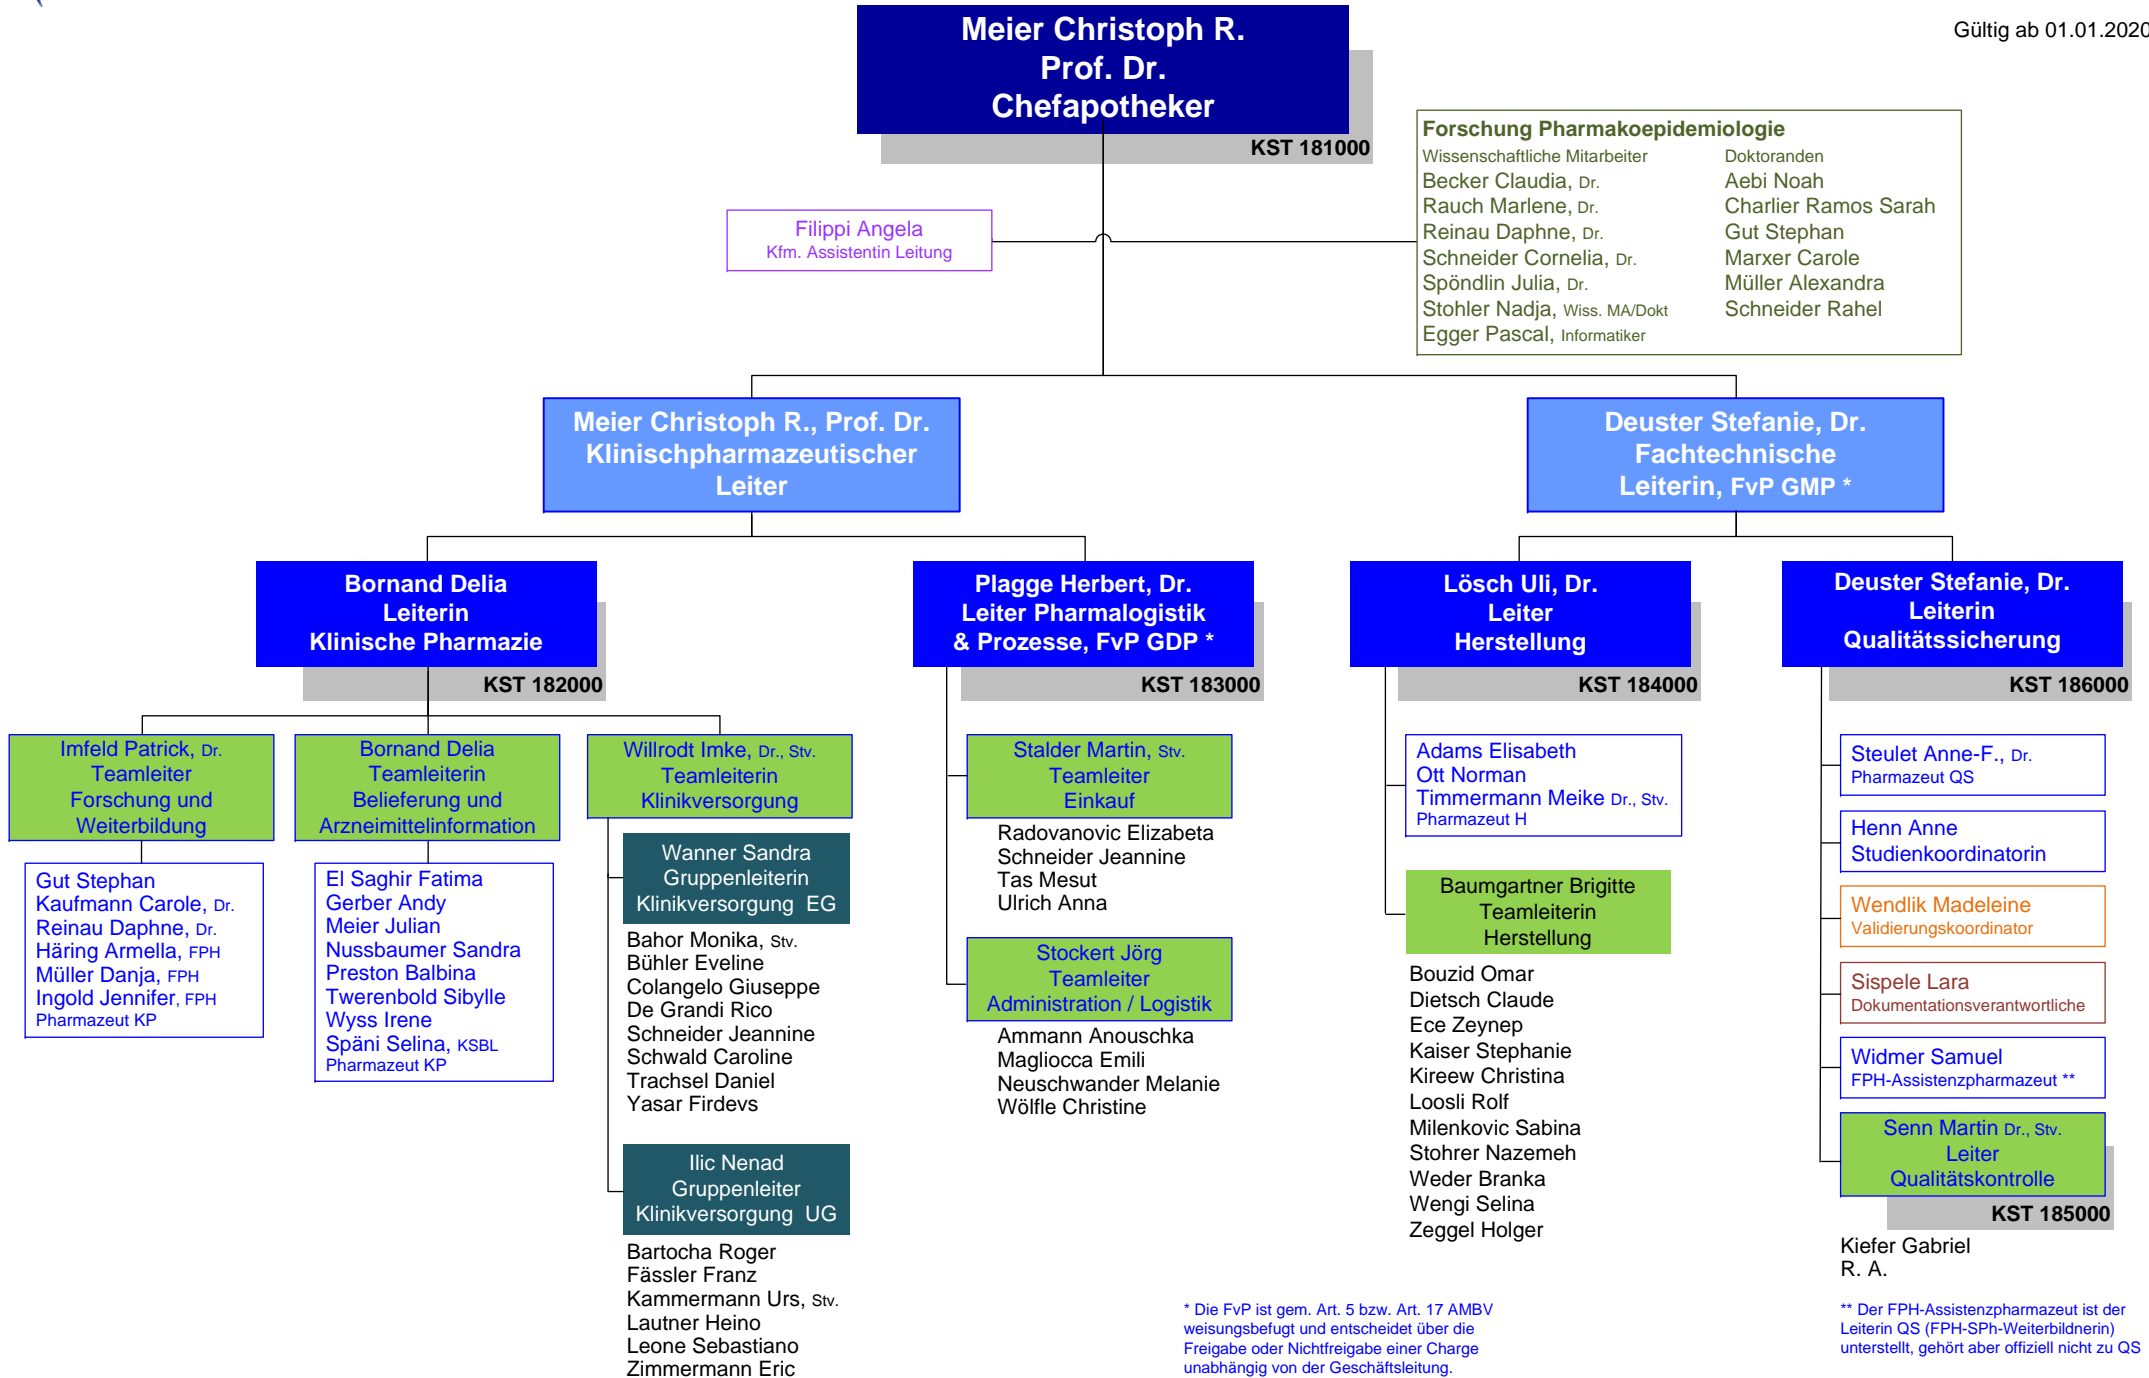 Meier Christoph R.
Prof. Dr.
Chefapotheker
KST 181000
Gültig ab 01.01.2020
Filippi Angela
Kfm. Assistentin Leitung
Forschung Pharmakoepidemiologie
Wissenschaftliche Mitarbeiter
Becker Claudia, Dr.
Rauch Marlene, Dr.
Reinau Daphne, Dr.
Schneider Cornelia, Dr.
Spöndlin Julia, Dr.
Stohler Nadja, Wiss. MA/Dokt
Egger Pascal, Informatiker
Doktoranden
Aebi Noah
Charlier Ramos Sarah
Gut Stephan
Marxer Carole
Müller Alexandra
Schneider Rahel
Meier Christoph R., Prof. Dr.
Klinischpharmazeutischer
Leiter
Deuster Stefanie, Dr.
Fachtechnische
Leiterin, FvP GMP *
Bornand Delia
Leiterin
Klinische Pharmazie
KST 182000
Plagge Herbert, Dr.
Leiter Pharmalogistik
& Prozesse, FvP GDP *
KST 183000
Lösch Uli, Dr.
Leiter
Herstellung
KST 184000
Deuster Stefanie, Dr.
Leiterin
Qualitätssicherung
KST 186000
Imfeld Patrick, Dr.
Teamleiter
Forschung und
Weiterbildung
Gut Stephan
Kaufmann Carole, Dr.
Reinau Daphne, Dr.
Häring Armella, FPH
Müller Danja, FPH
Ingold Jennifer, FPH
Pharmazeut KP
Bornand Delia
Teamleiterin
Belieferung und
Arzneimittelinformation
El Saghir Fatima
Gerber Andy
Meier Julian
Nussbaumer Sandra
Preston Balbina
Twerenbold Sibylle
Wyss Irene
Späni Selina, KSBL
Pharmazeut KP
Willrodt Imke, Dr., Stv.
Teamleiterin
Klinikversorgung
Wanner Sandra
Gruppenleiterin
Klinikversorgung EG
Bahor Monika, Stv.
Bühler Eveline
Colangelo Giuseppe
De Grandi Rico
Schneider Jeannine
Schwald Caroline
Trachsel Daniel
Yasar Firdevs
Ilic Nenad
Gruppenleiter
Klinikversorgung UG
Bartocha Roger
Fässler Franz
Kammermann Urs, Stv.
Lautner Heino
Leone Sebastiano
Zimmermann Eric
Stalder Martin, Stv.
Teamleiter
Einkauf
Radovanovic Elizabeta
Schneider Jeannine
Tas Mesut
Ulrich Anna
Stockert Jörg
Teamleiter
Administration / Logistik
Ammann Anouschka
Magliocca Emili
Neuschwander Melanie
Wölfle Christine
Adams Elisabeth
Ott Norman
Timmermann Meike Dr., Stv.
Pharmazeut H
Baumgartner Brigitte
Teamleiterin
Herstellung
Bouzid Omar
Dietsch Claude
Ece Zeynep
Kaiser Stephanie
Kireew Christina
Loosli Rolf
Milenkovic Sabina
Stohrer Nazemeh
Weder Branka
Wengi Selina
Zeggel Holger
Steulet Anne-F., Dr.
Pharmazeut QS
Henn Anne
Studienkoordinatorin
Wendlik Madeleine
Validierungskoordinator
Sispele Lara
Dokumentationsverantwortliche
Widmer Samuel
FPH-Assistenzpharmazeut **
Senn Martin Dr., Stv.
Leiter
Qualitätskontrolle
KST 185000
Kiefer Gabriel
R. A.
* Die FvP ist gem. Art. 5 bzw. Art. 17 AMBV
weisungsbefugt und entscheidet über die
Freigabe oder Nichtfreigabe einer Charge
unabhängig von der Geschäftsleitung.
** Der FPH-Assistenzpharmazeut ist der
Leiterin QS (FPH-SPh-Weiterbildnerin)
unterstellt, gehört aber offiziell nicht zu QS